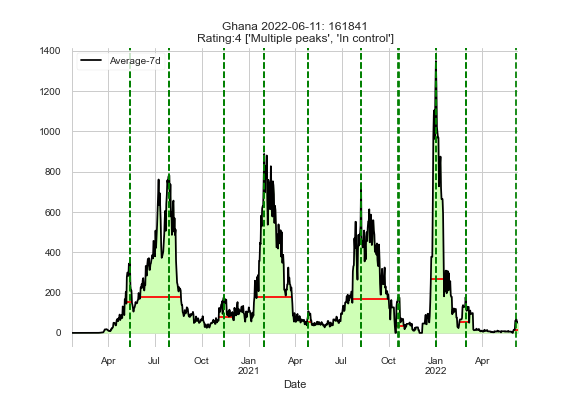 Ghana 2022-06-11: 161841
Rating:4 ['Multiple peaks', 'In control']
Average-7d
1400
1200
1000
800
600
400
200
0
Apr Jul Oct Jan Apr Jul Oct Jan Apr
2021 2022
Date